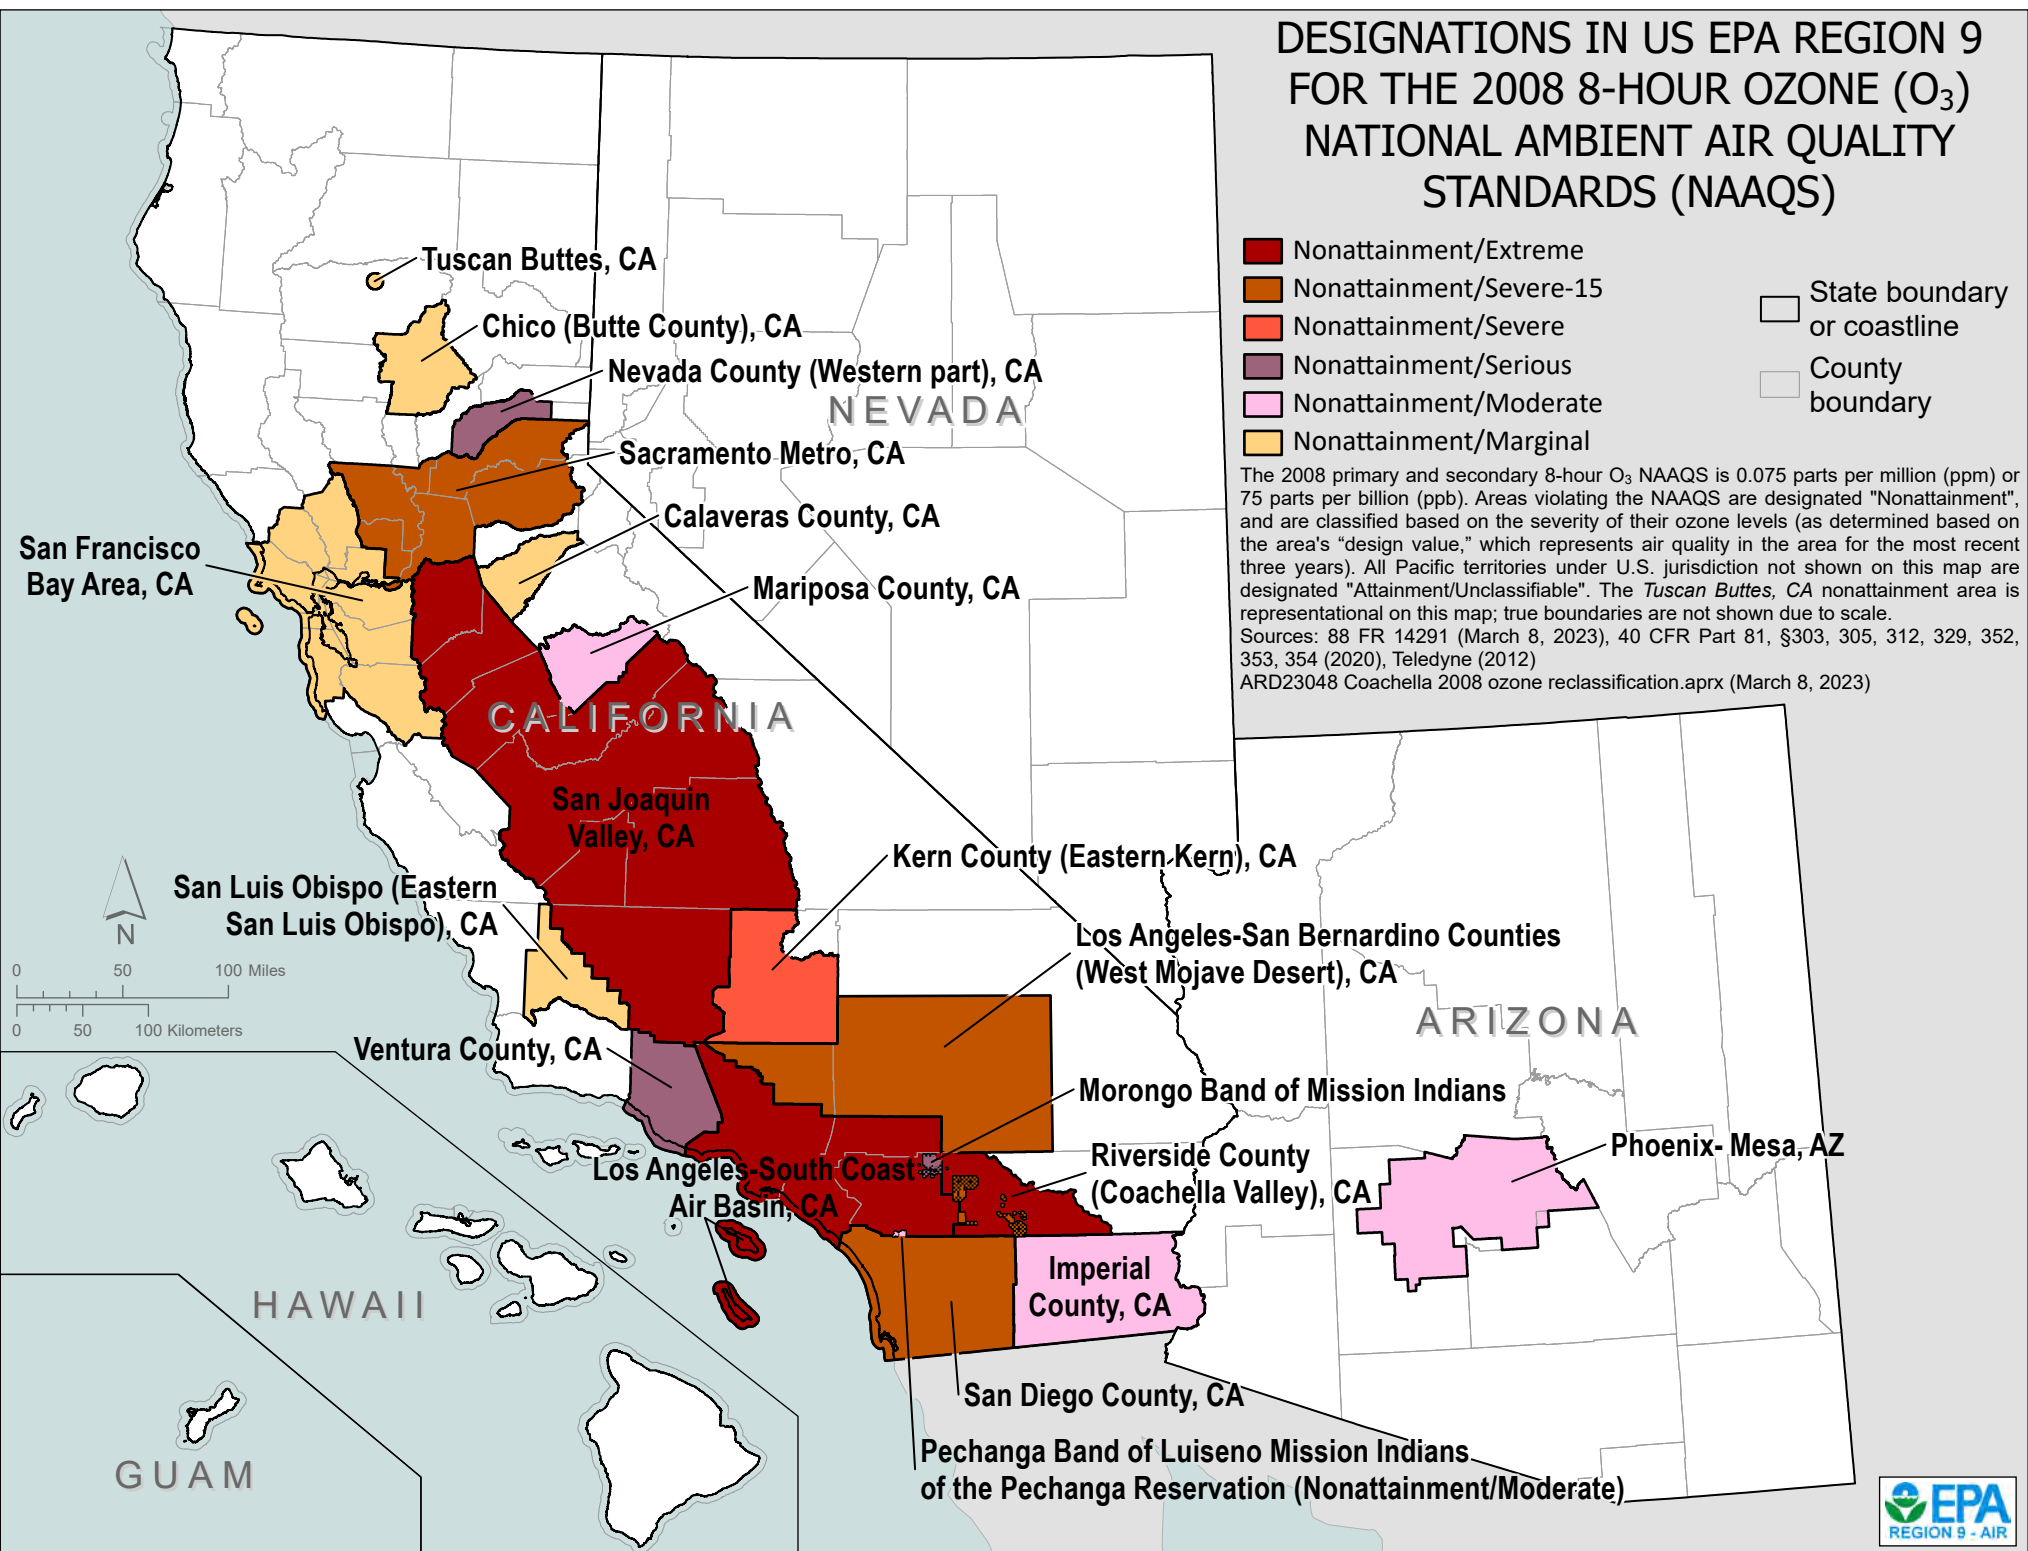 DESIGNATIONS IN US EPA REGION 9
FOR THE 2008 8-HOUR OZONE (O₃)
NATIONAL AMBIENT AIR QUALITY
STANDARDS (NAAQS)
Nonattainment/Extreme
Nonattainment/Severe-15
Nonattainment/Severe
Nonattainment/Serious
Nonattainment/Moderate
Nonattainment/Marginal
State boundary
or coastline
County
boundary
The 2008 primary and secondary 8-hour O₃ NAAQS is 0.075 parts per million (ppm) or
75 parts per billion (ppb). Areas violating the NAAQS are designated "Nonattainment",
and are classified based on the severity of their ozone levels (as determined based on
the area's “design value,” which represents air quality in the area for the most recent
three years). All Pacific territories under U.S. jurisdiction not shown on this map are
designated "Attainment/Unclassifiable". The Tuscan Buttes, CA nonattainment area is
representational on this map; true boundaries are not shown due to scale.
Sources: 88 FR 14291 (March 8, 2023), 40 CFR Part 81, §303, 305, 312, 329, 352,
353, 354 (2020), Teledyne (2012)
ARD23048 Coachella 2008 ozone reclassification.aprx (March 8, 2023)
Tuscan Buttes, CA
Chico (Butte County), CA
Nevada County (Western part), CA
NEVADA
Sacramento Metro, CA
Calaveras County, CA
San Francisco
Bay Area, CA
Mariposa County, CA
CALIFORNIA
San Joaquin
Valley, CA
Kern County (Eastern Kern), CA
San Luis Obispo (Eastern
San Luis Obispo), CA
N
0 50 100 Miles
0 50 100 Kilometers
Los Angeles-San Bernardino Counties
(West Mojave Desert), CA
ARIZONA
Ventura County, CA
Morongo Band of Mission Indians
Phoenix- Mesa, AZ
Riverside County
(Coachella Valley), CA
Los Angeles-South Coast
Air Basin, CA
Imperial
County, CA
HAWAII
San Diego County, CA
Pechanga Band of Luiseno Mission Indians
of the Pechanga Reservation (Nonattainment/Moderate)
GUAM
EPA
REGION 9 - AIR